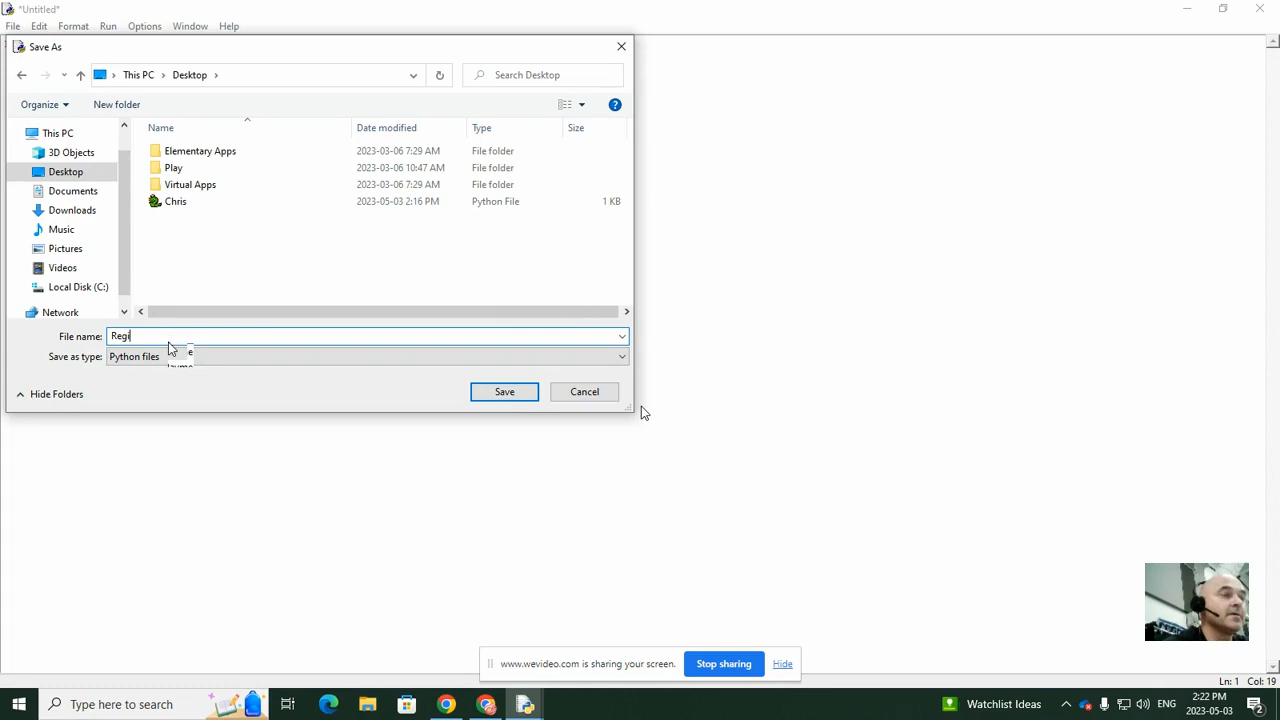 *Untitled*
File Edit Format Run Options Window Help
Save As
This PC Desktop
Search Desktop
Organize New folder
Name Date modified Type Size
This PC
3D Objects
Desktop
Documents
Downloads
Music
Pictures
Videos
Local Disk (C:)
Network
Elementary Apps 2023-03-06 7:29 AM File folder
Play 2023-03-06 10:47 AM File folder
Virtual Apps 2023-03-06 7:29 AM File folder
Chris 2023-05-03 2:16 PM Python File 1 KB
File name: Regi
Save as type: Python files
Hide Folders
Save Cancel
www.wevideo.com is sharing your screen. Stop sharing Hide
Ln: 1 Col: 19
Type here to search
Watchlist Ideas
ENG
2:22 PM
2023-05-03
2